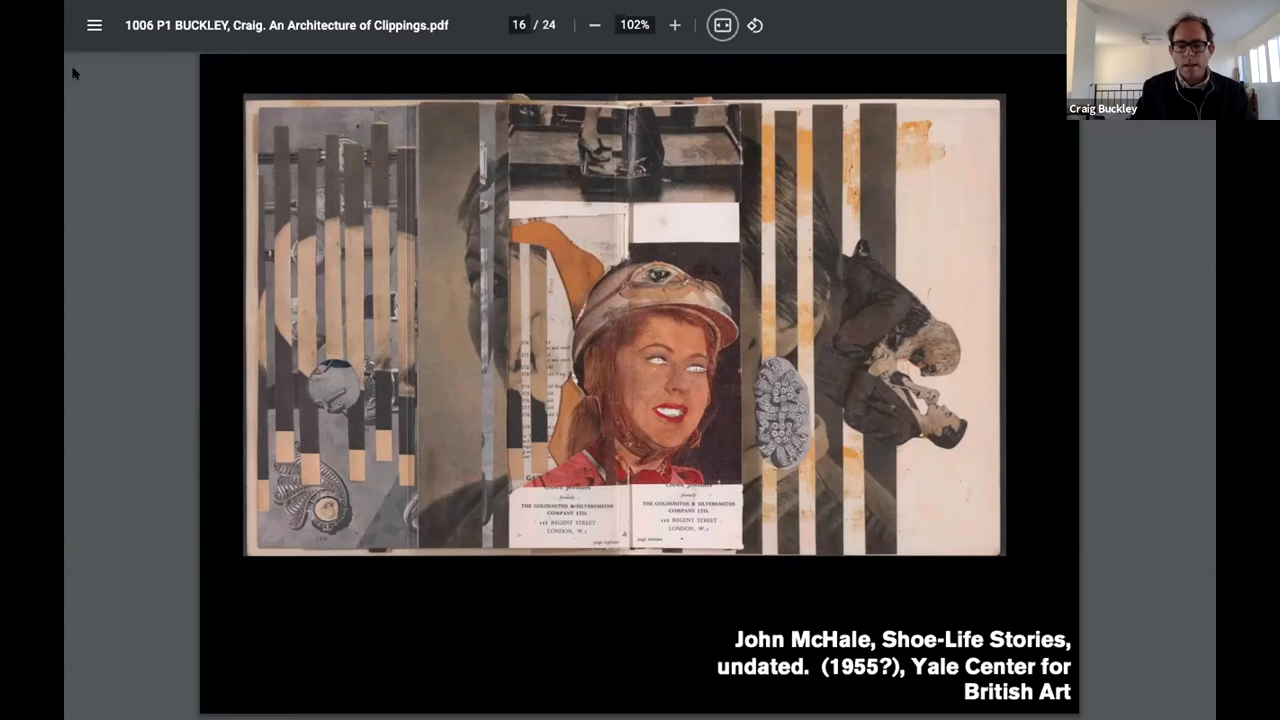 1006 P1 BUCKLEY, Craig. An Architecture of Clippings.pdf
16 / 24
102%
Craig Buckley
THE GOLDSMITHS & SILVERSMITHS
COMPANY LTD.
112 REGENT STREET
LONDON, W.1
THE GOLDSMITHS & SILVERSMITHS
COMPANY LTD.
112 REGENT STREET
LONDON, W.1
John McHale, Shoe-Life Stories,
undated. (1955?), Yale Center for
British Art